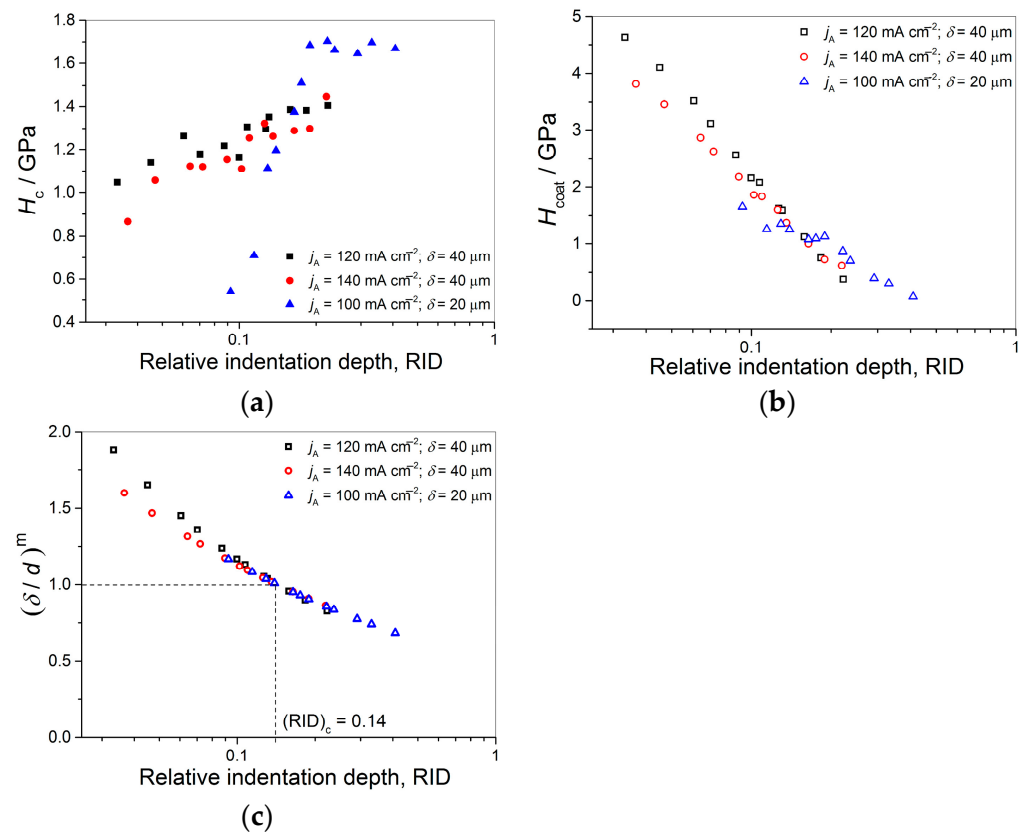 1.8
1.6
1.4
1.2
1.0
0.8
0.6
0.4
H_c / GPa
j_A = 120 mA cm⁻²; δ = 40 μm
j_A = 140 mA cm⁻²; δ = 40 μm
j_A = 100 mA cm⁻²; δ = 20 μm
0.1
1
Relative indentation depth, RID
(a)
5
4
3
2
1
0
H_coat / GPa
j_A = 120 mA cm⁻²; δ = 40 μm
j_A = 140 mA cm⁻²; δ = 40 μm
j_A = 100 mA cm⁻²; δ = 20 μm
0.1
1
Relative indentation depth, RID
(b)
2.0
1.5
1.0
0.5
0.0
(δ / d)ᵐ
j_A = 120 mA cm⁻²; δ = 40 μm
j_A = 140 mA cm⁻²; δ = 40 μm
j_A = 100 mA cm⁻²; δ = 20 μm
(RID)_c = 0.14
0.1
1
Relative indentation depth, RID
(c)